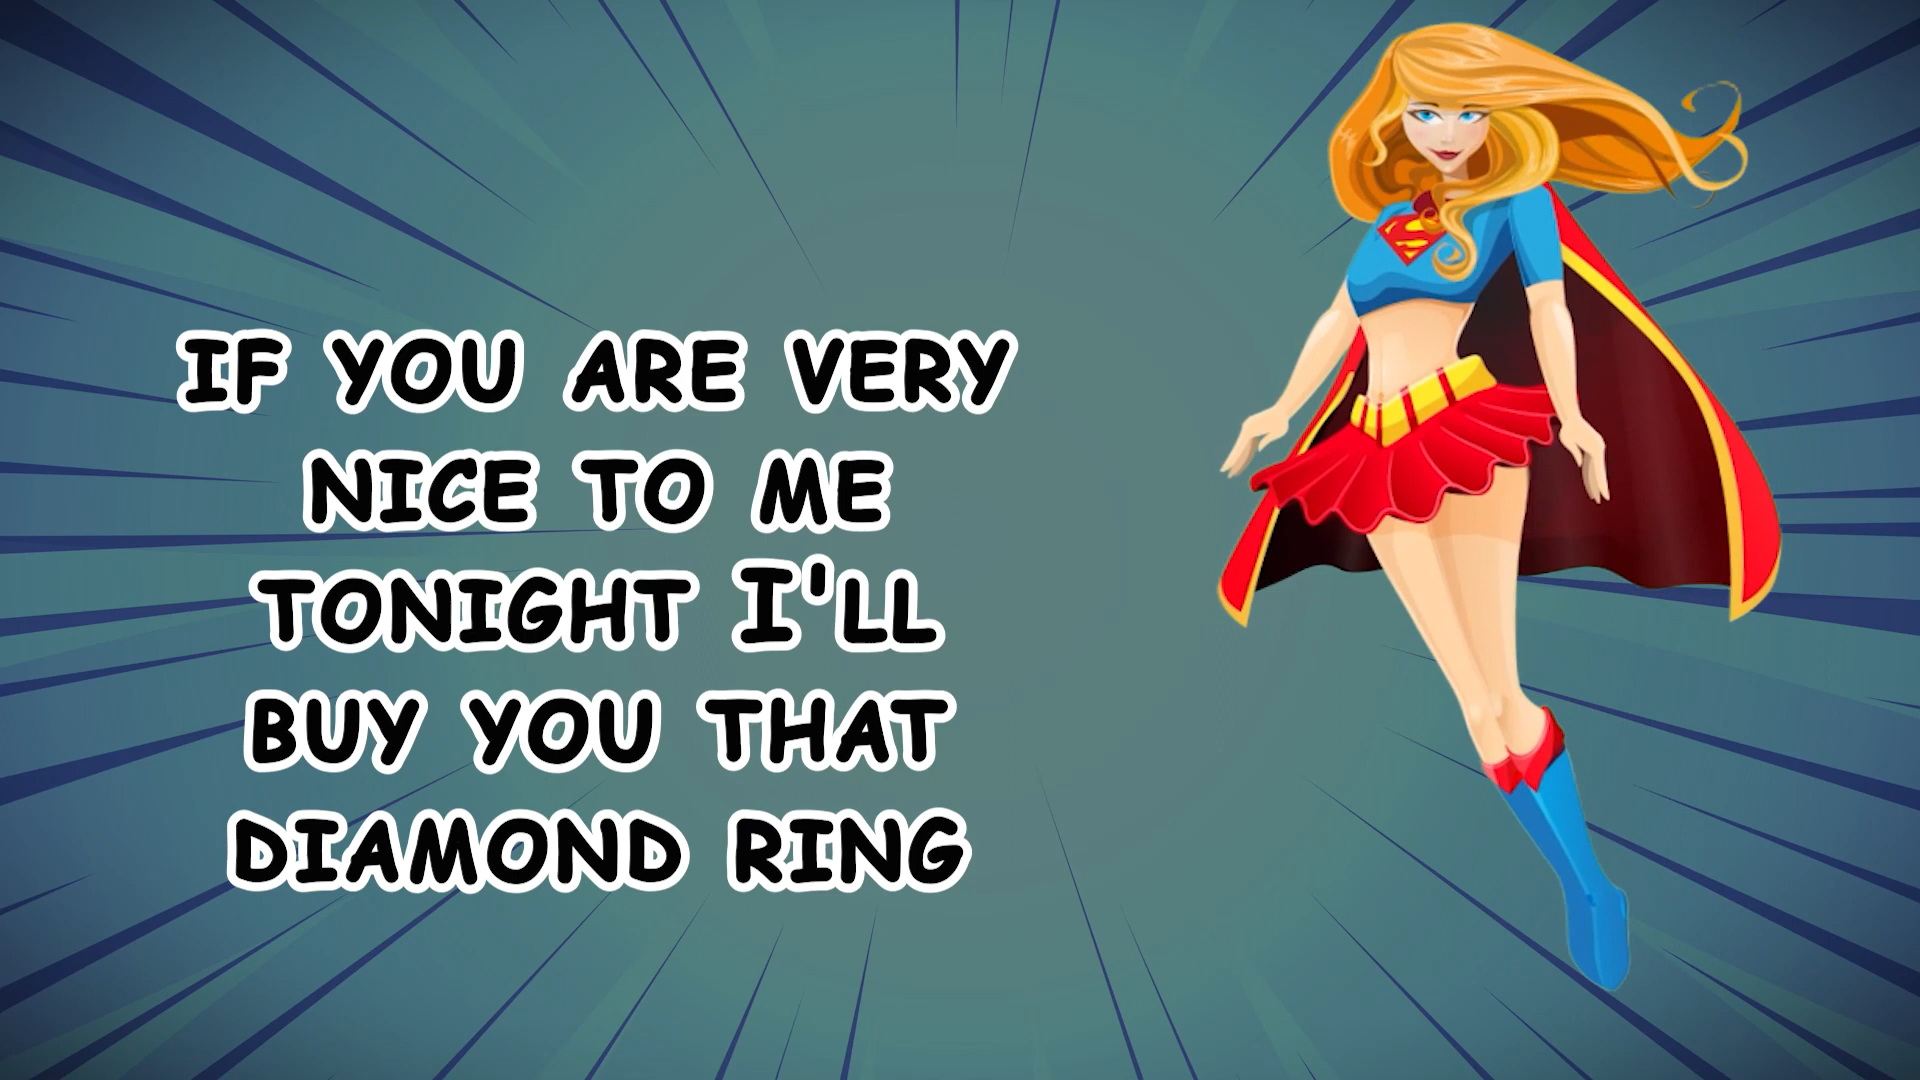 IF YOU ARE VERY
NICE TO ME
TONIGHT I'LL
BUY YOU THAT
DIAMOND RING